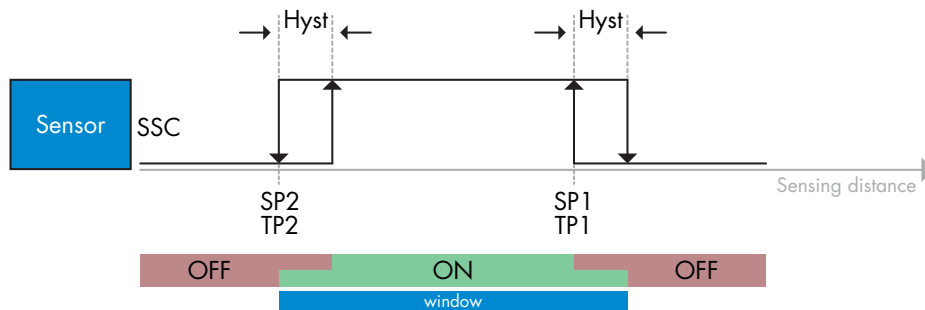 Hyst Hyst
Sensor SSC
Sensing distance
SP2 SP1
TP2 TP1
OFF ON OFF
window